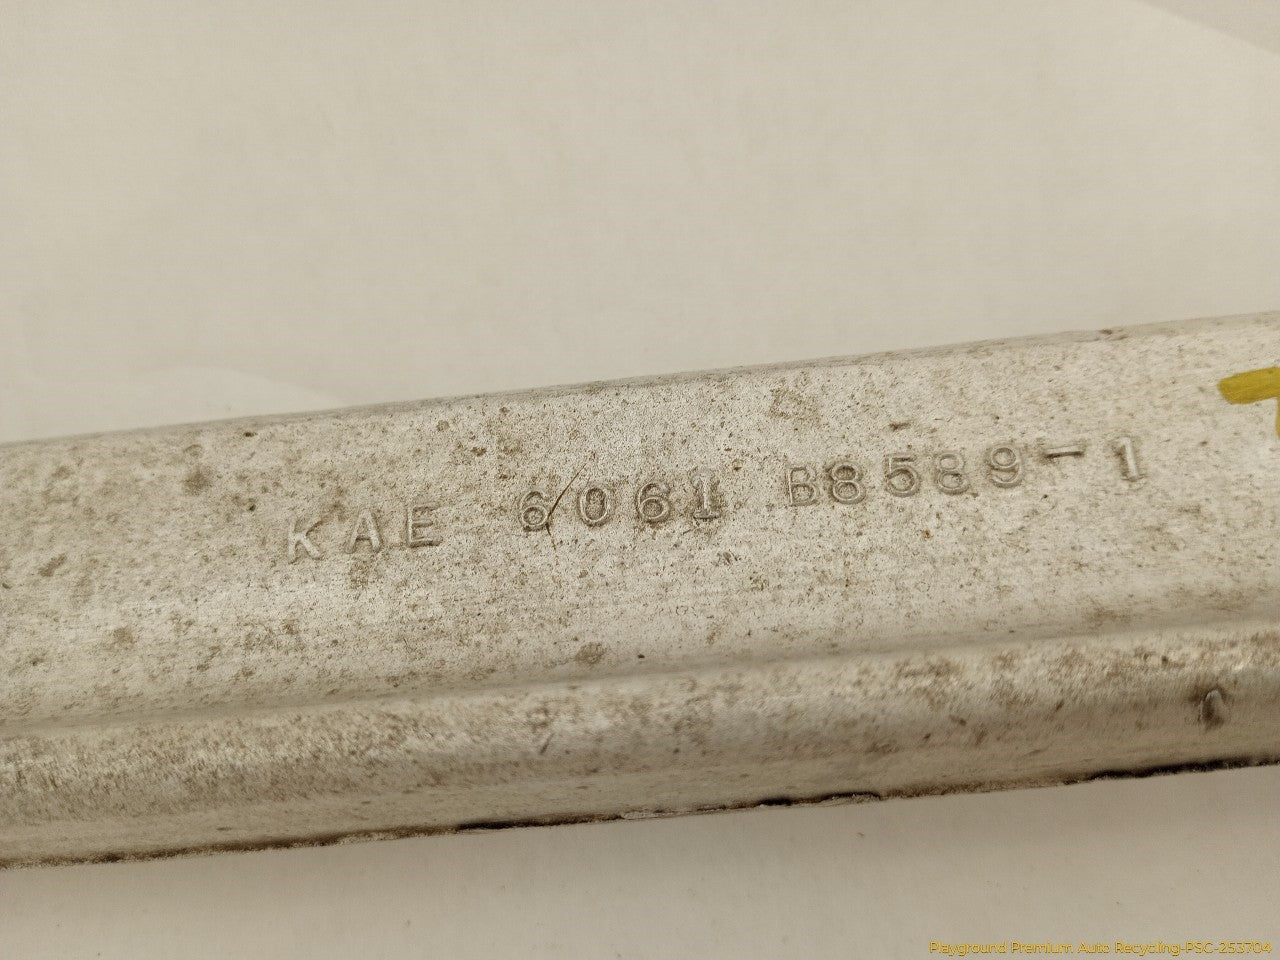 KAE 6061 B8589-1
Playground Premium Auto Recycling-PSC-253704